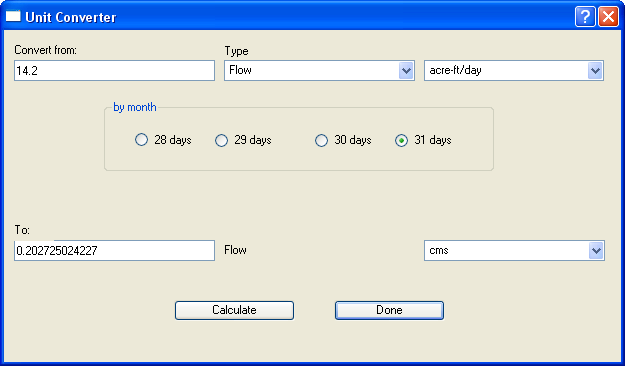 Unit Converter
Convert from: Type
14.2 Flow acre-ft/day
by month
28 days 29 days 30 days 31 days
To:
0.202725024227 Flow cms
Calculate Done